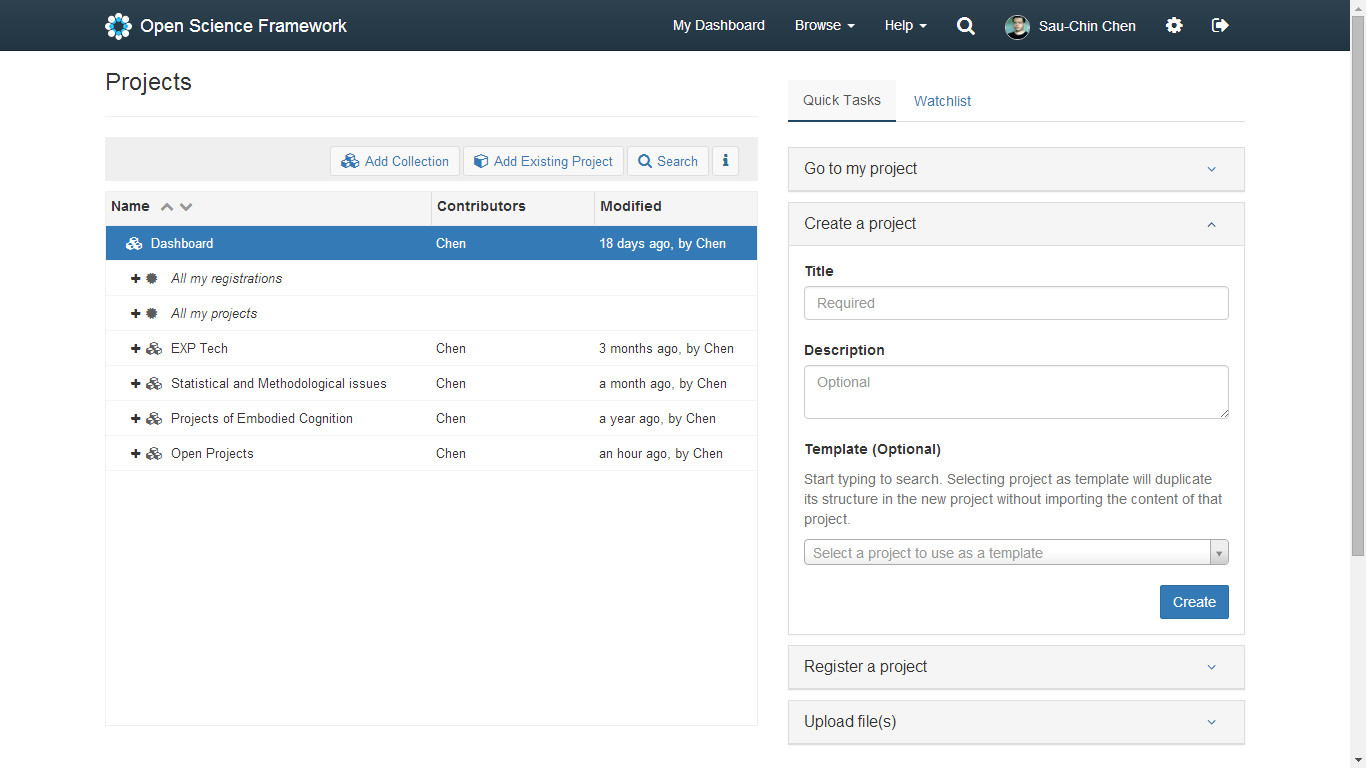 Open Science Framework
My Dashboard Browse Help Sau-Chin Chen
Projects
Add Collection Add Existing Project Search
Name Contributors Modified
Dashboard Chen 18 days ago, by Chen
All my registrations
All my projects
EXP Tech Chen 3 months ago, by Chen
Statistical and Methodological issues Chen a month ago, by Chen
Projects of Embodied Cognition Chen a year ago, by Chen
Open Projects Chen an hour ago, by Chen
Quick Tasks Watchlist
Go to my project
Create a project
Title
Required
Description
Optional
Template (Optional)
Start typing to search. Selecting project as template will duplicate
its structure in the new project without importing the content of that
project.
Select a project to use as a template
Create
Register a project
Upload file(s)